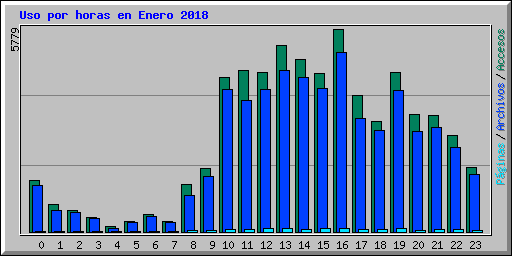 Uso por horas en Enero 2018
5779
Páginas / Archivos / Accesos
0 1 2 3 4 5 6 7 8 9 10 11 12 13 14 15 16 17 18 19 20 21 22 23